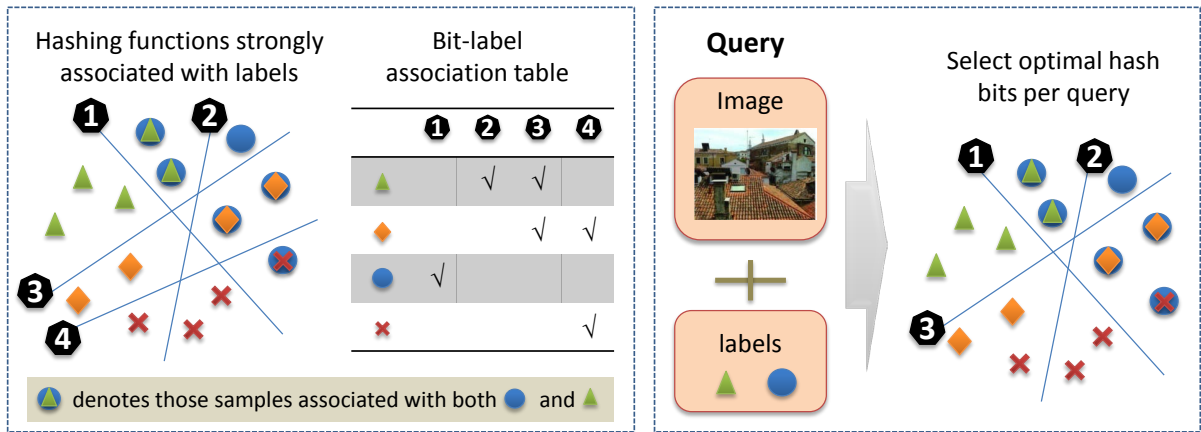 Hashing functions strongly
associated with labels
1
2
3
4
Bit-label
association table
1 2 3 4
√ √
√ √
√
√
denotes those samples associated with both and
Query
Image
labels
Select optimal hash
bits per query
1
2
3